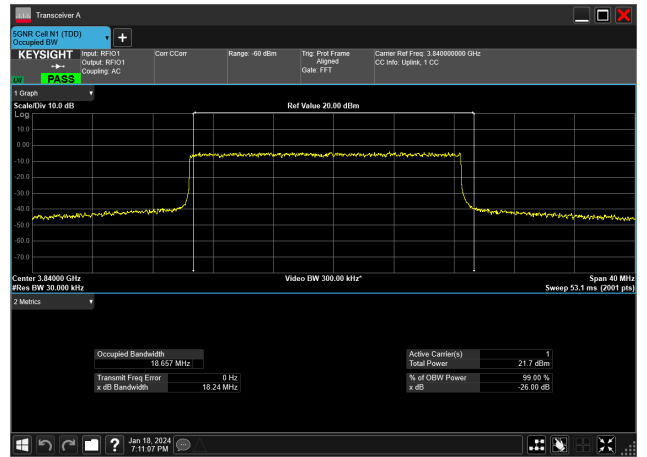 Transceiver A
5GNR Cell N1 (TDD)
Occupied BW
KEYSIGHT
LV PASS
Input: RFIO1
Output: RFIO1
Coupling: AC
Corr CCorr
Range: -60 dBm
Trig: Prot Frame
Aligned
Gate: FFT
Carrier Ref Freq: 3.840000000 GHz
CC Info: Uplink, 1 CC
1 Graph
Scale/Div 10.0 dB
Ref Value 20.00 dBm
Log
10.0
0.00
-10.0
-20.0
-30.0
-40.0
-50.0
-60.0
-70.0
Center 3.84000 GHz
Video BW 300.00 kHz*
Span 40 MHz
#Res BW 30.000 kHz
Sweep 53.1 ms (2001 pts)
2 Metrics
Occupied Bandwidth
18.657 MHz
Active Carrier(s) 1
Total Power 21.7 dBm
Transmit Freq Error 0 Hz
x dB Bandwidth 18.24 MHz
% of OBW Power 99.00 %
x dB -26.00 dB
?
Jan 18, 2024
7:11:07 PM